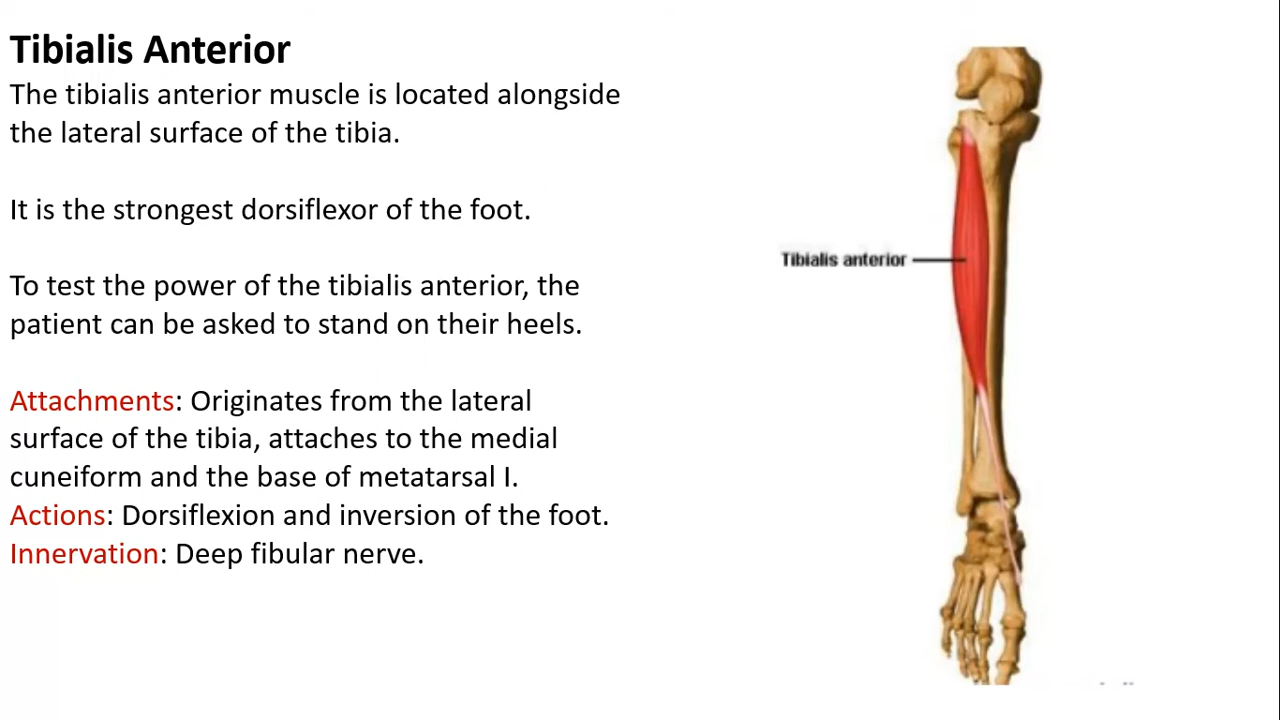 Tibialis Anterior
The tibialis anterior muscle is located alongside
the lateral surface of the tibia.
It is the strongest dorsiflexor of the foot.
To test the power of the tibialis anterior, the
patient can be asked to stand on their heels.
Attachments: Originates from the lateral
surface of the tibia, attaches to the medial
cuneiform and the base of metatarsal I.
Actions: Dorsiflexion and inversion of the foot.
Innervation: Deep fibular nerve.
Tibialis anterior